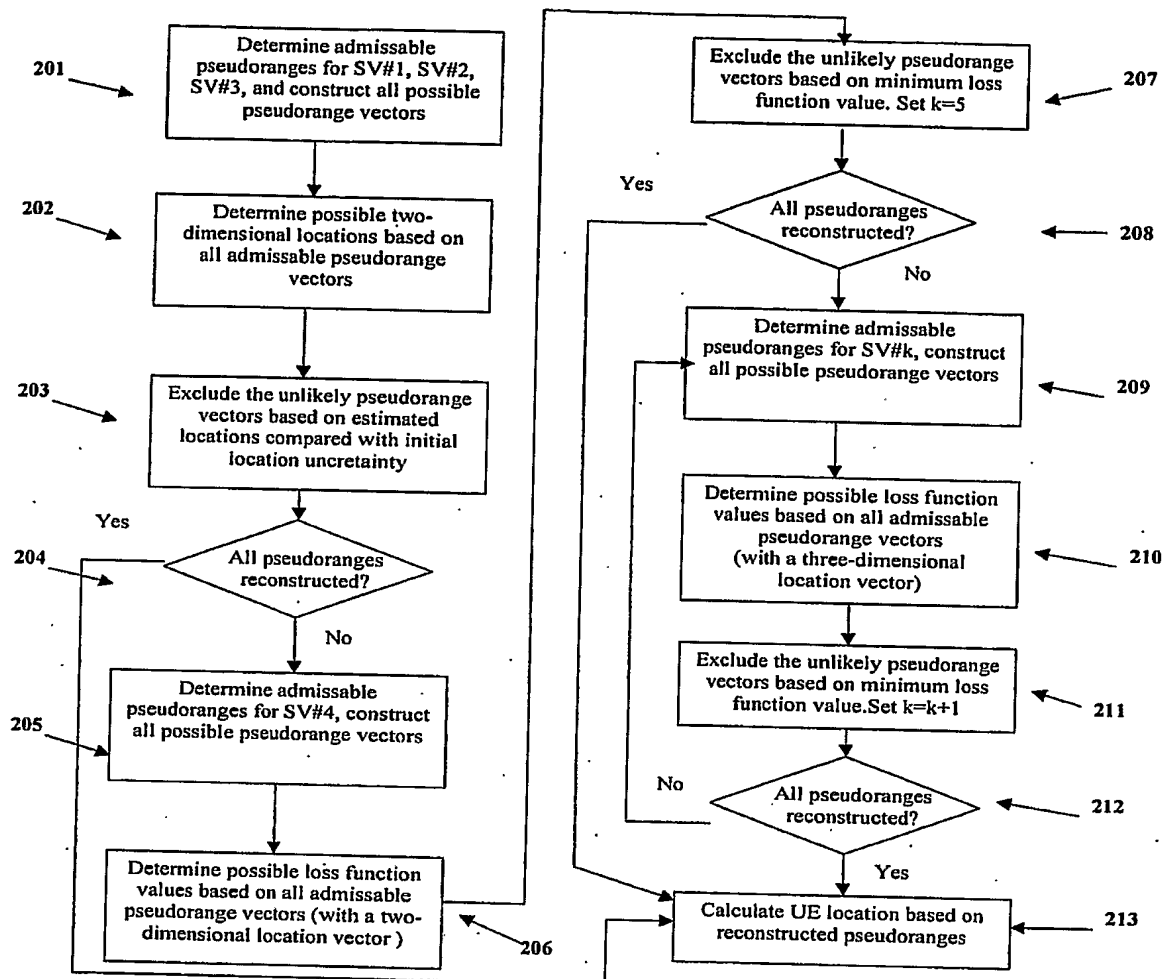 201
Determine admissable
pseudoranges for SV#1, SV#2,
SV#3, and construct all possible
pseudorange vectors
202
Determine possible two-
dimensional locations based on
all admissable pseudorange
vectors
203
Exclude the unlikely pseudorange
vectors based on estimated
locations compared with initial
location uncretainty
Yes
204
All pseudoranges
reconstructed?
No
205
Determine admissable
pseudoranges for SV#4, construct
all possible pseudorange vectors
Determine possible loss function
values based on all admissable
pseudorange vectors (with a two-
dimensional location vector )
206
Exclude the unlikely pseudorange
vectors based on minimum loss
function value. Set k=5
207
Yes
All pseudoranges
reconstructed?
208
No
Determine admissable
pseudoranges for SV#k, construct
all possible pseudorange vectors
209
Determine possible loss function
values based on all admissable
pseudorange vectors
(with a three-dimensional
location vector)
210
Exclude the unlikely pseudorange
vectors based on minimum loss
function value.Set k=k+1
211
No
All pseudoranges
reconstructed?
212
Yes
Calculate UE location based on
reconstructed pseudoranges
213